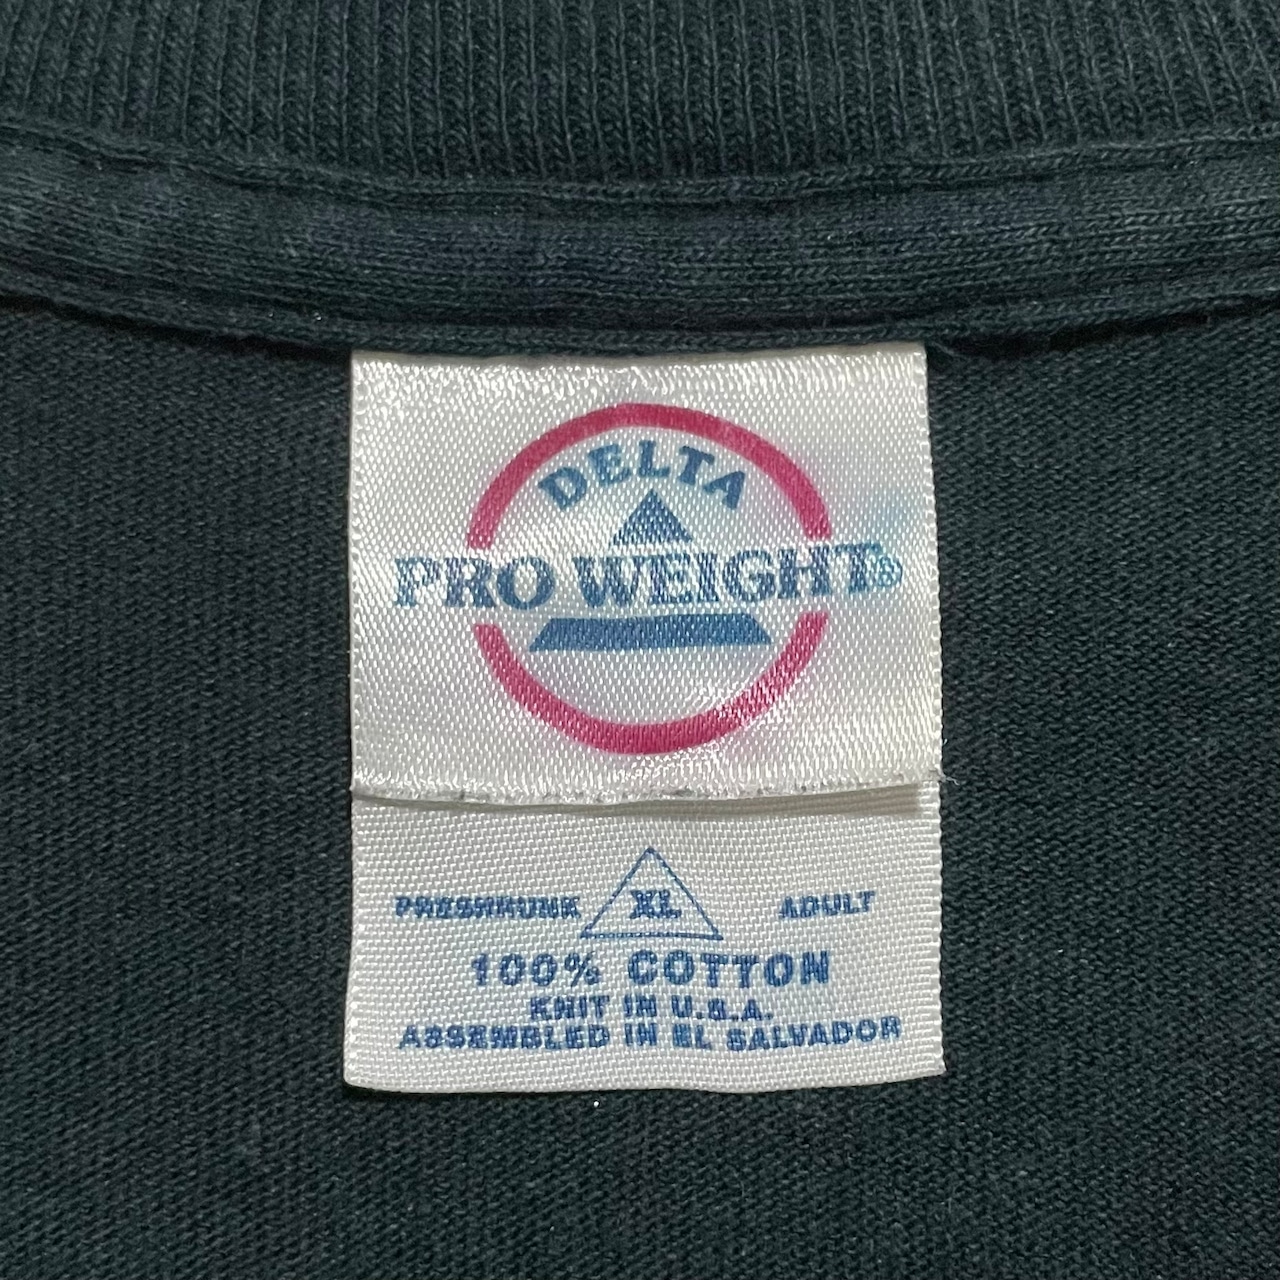 DELTA
PRO WEIGHT®
PRESHRUNK XL ADULT
100% COTTON
KNIT IN U.S.A.
ASSEMBLED IN EL SALVADOR